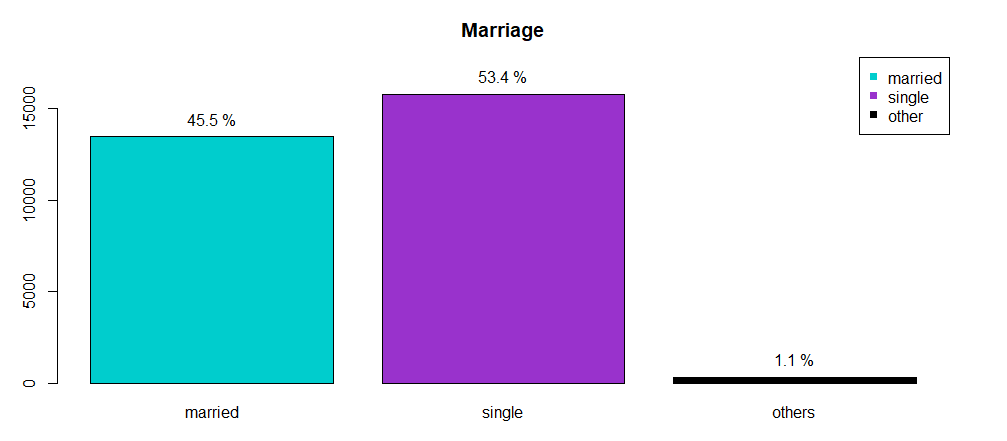 Marriage
married
single
other
53.4 %
45.5 %
1.1 %
15000
10000
5000
0
married
single
others